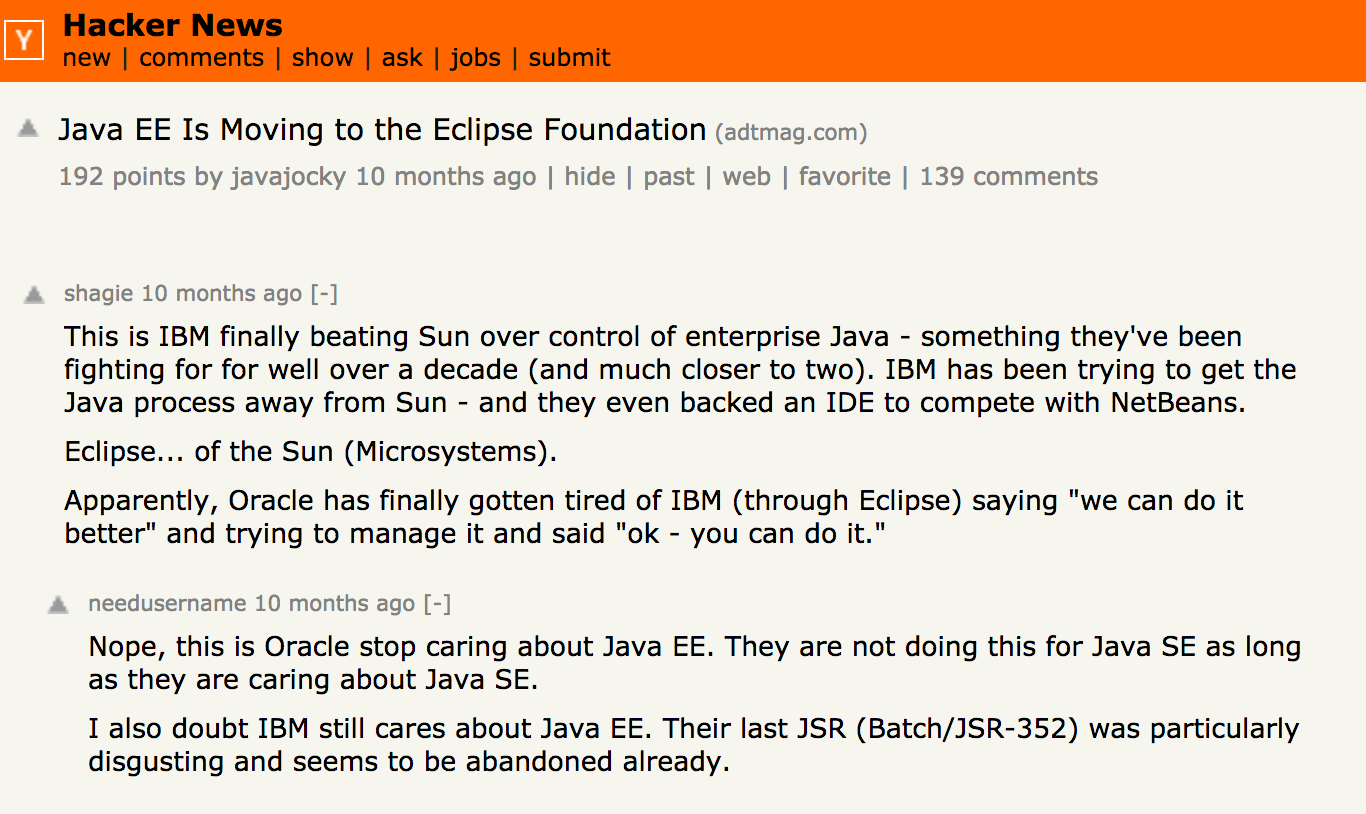 Y
Hacker News
new | comments | show | ask | jobs | submit
Java EE Is Moving to the Eclipse Foundation (adtmag.com)
192 points by javajocky 10 months ago | hide | past | web | favorite | 139 comments
shagie 10 months ago [-]
This is IBM finally beating Sun over control of enterprise Java - something they've been
fighting for for well over a decade (and much closer to two). IBM has been trying to get the
Java process away from Sun - and they even backed an IDE to compete with NetBeans.
Eclipse... of the Sun (Microsystems).
Apparently, Oracle has finally gotten tired of IBM (through Eclipse) saying "we can do it
better" and trying to manage it and said "ok - you can do it."
needusername 10 months ago [-]
Nope, this is Oracle stop caring about Java EE. They are not doing this for Java SE as long
as they are caring about Java SE.
I also doubt IBM still cares about Java EE. Their last JSR (Batch/JSR-352) was particularly
disgusting and seems to be abandoned already.